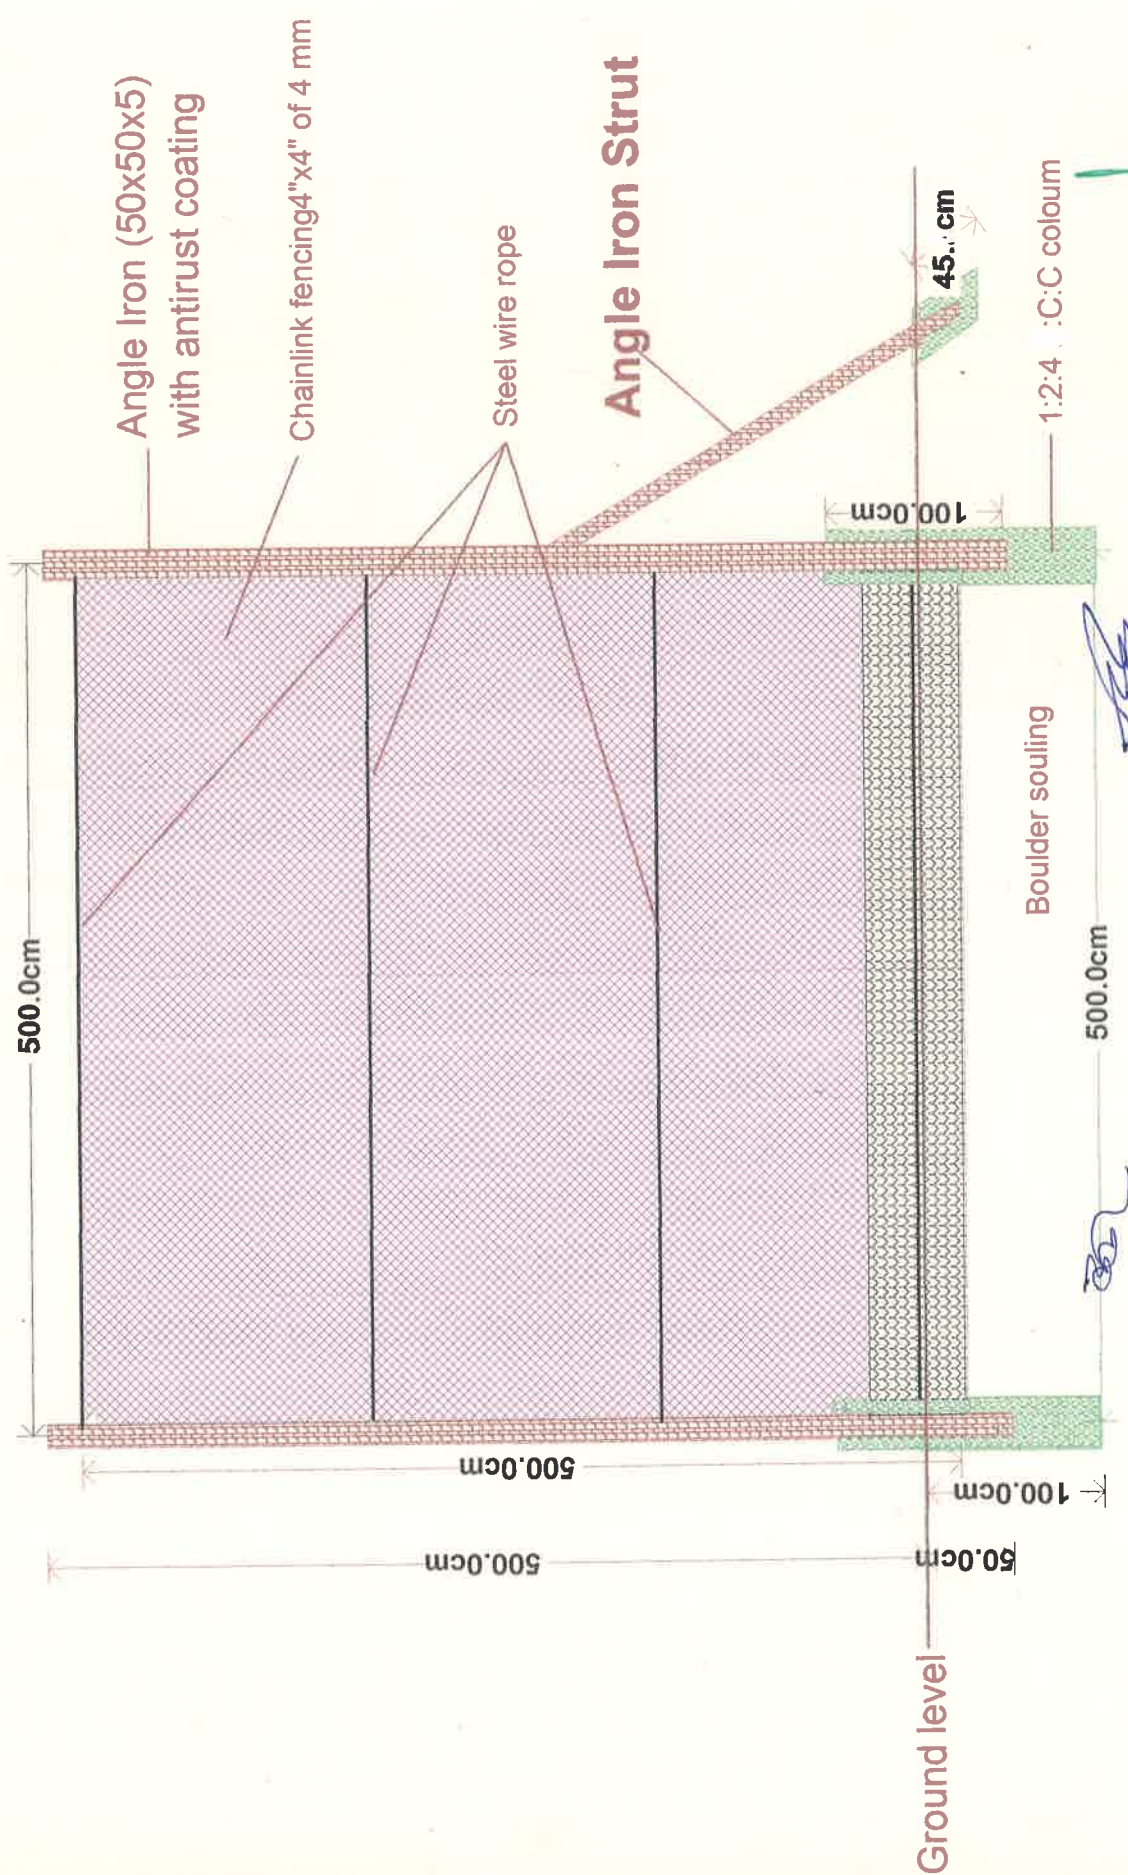 500.0cm
Angle Iron (50x50x5)
with antirust coating
Chainlink fencing4"x4" of 4 mm
Steel wire rope
Angle Iron Strut
500.0cm
500.0cm
50.0cm
100.0cm
100.0cm
45.. cm
Ground level
1:2:4 :C:C coloum
Boulder souling
500.0cm